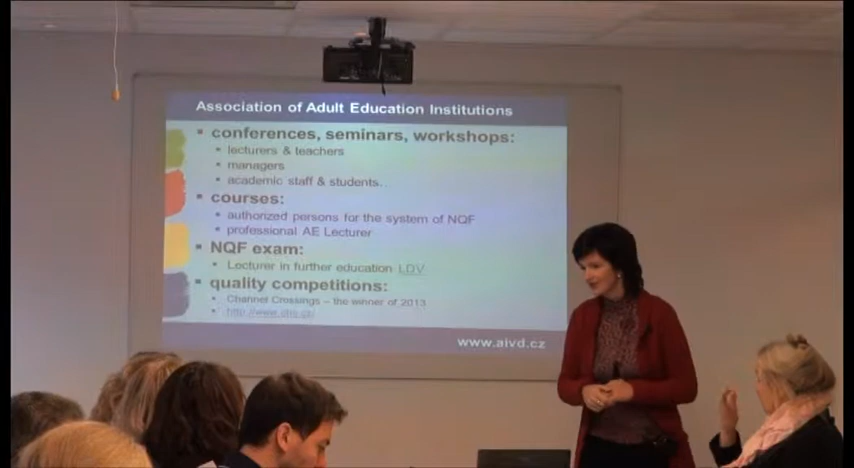 Association of Adult Education Institutions
conferences, seminars, workshops:
lecturers & teachers
managers
academic staff & students…
courses:
authorized persons for the system of NQF
professional AE Lecturer
NQF exam:
Lecturer in further education LDV
quality competitions:
Channel Crossings – the winner of 2013
www.aivd.cz